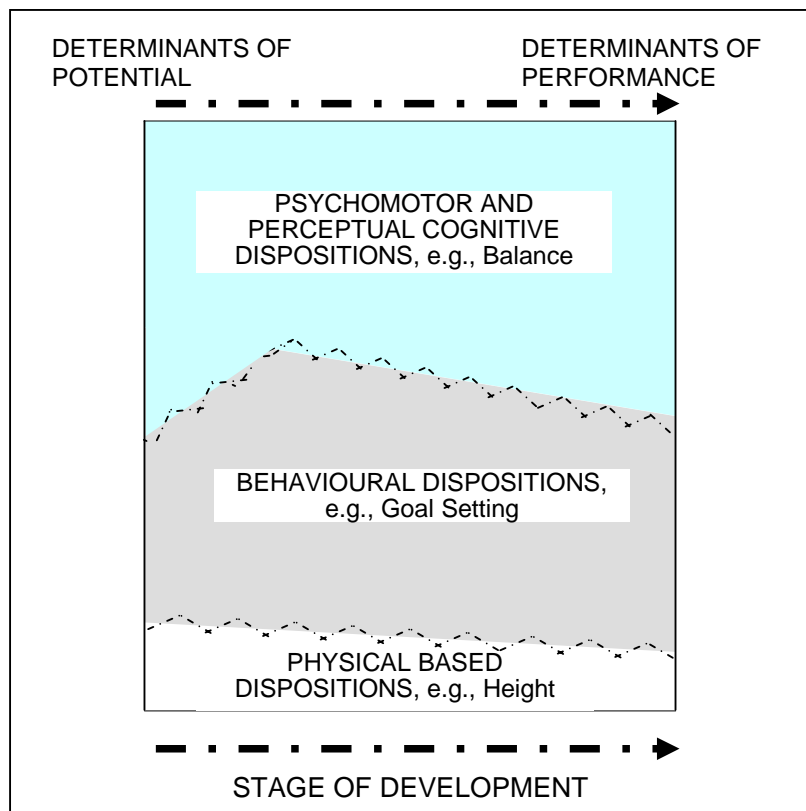 DETERMINANTS OF
POTENTIAL
DETERMINANTS OF
PERFORMANCE
PSYCHOMOTOR AND
PERCEPTUAL COGNITIVE
DISPOSITIONS, e.g., Balance
BEHAVIOURAL DISPOSITIONS,
e.g., Goal Setting
PHYSICAL BASED
DISPOSITIONS, e.g., Height
STAGE OF DEVELOPMENT